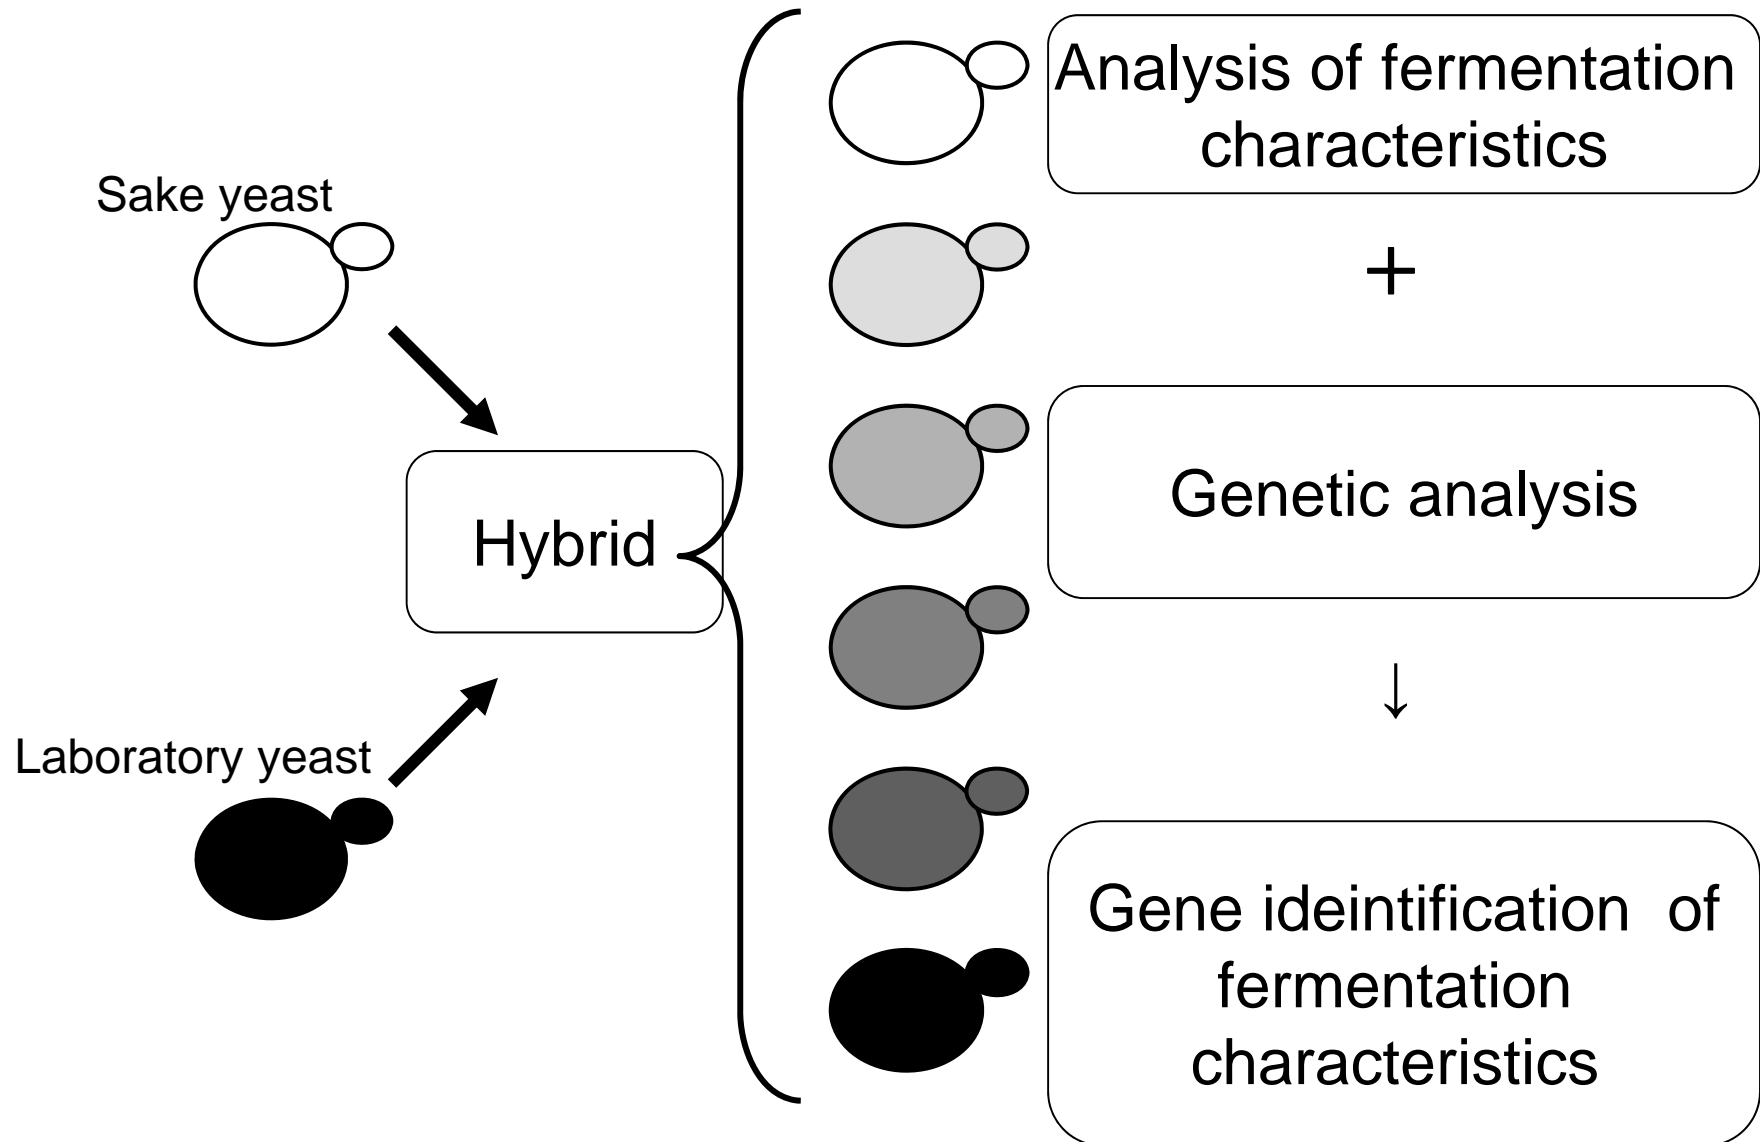 Sake yeast
Laboratory yeast
Hybrid
Analysis of fermentation
characteristics
+
Genetic analysis
↓
Gene ideintification of
fermentation
characteristics